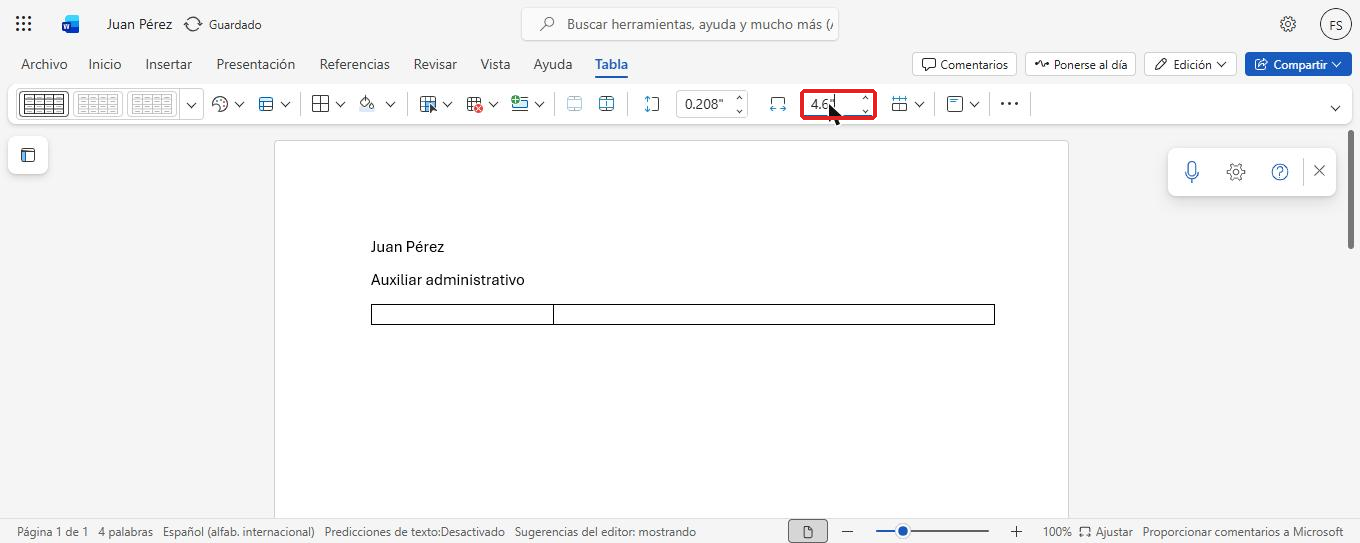 Juan Pérez Guardado Buscar herramientas, ayuda y mucho más (A FS
Archivo Inicio Insertar Presentación Referencias Revisar Vista Ayuda Tabla Comentarios Ponerse al día Edición Compartir
0.208" 4.6"
Juan Pérez
Auxiliar administrativo
Página 1 de 1 4 palabras Español (alfab. internacional) Predicciones de texto:Desactivado Sugerencias del editor: mostrando 100% Ajustar Proporcionar comentarios a Microsoft